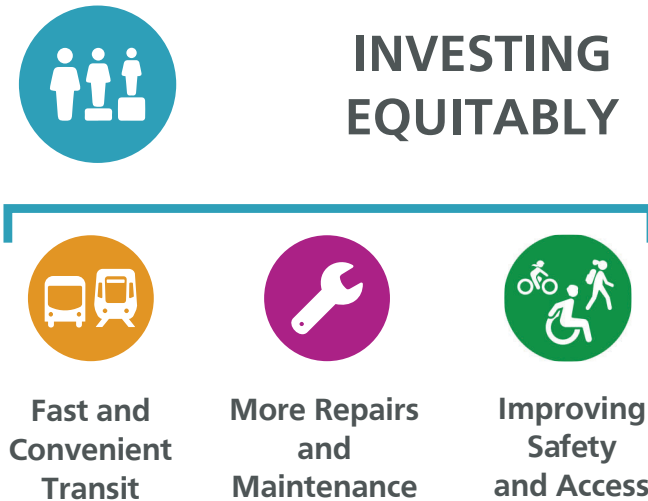 INVESTING
EQUITABLY
Fast and
Convenient
Transit
More Repairs
and
Maintenance
Improving
Safety
and Access